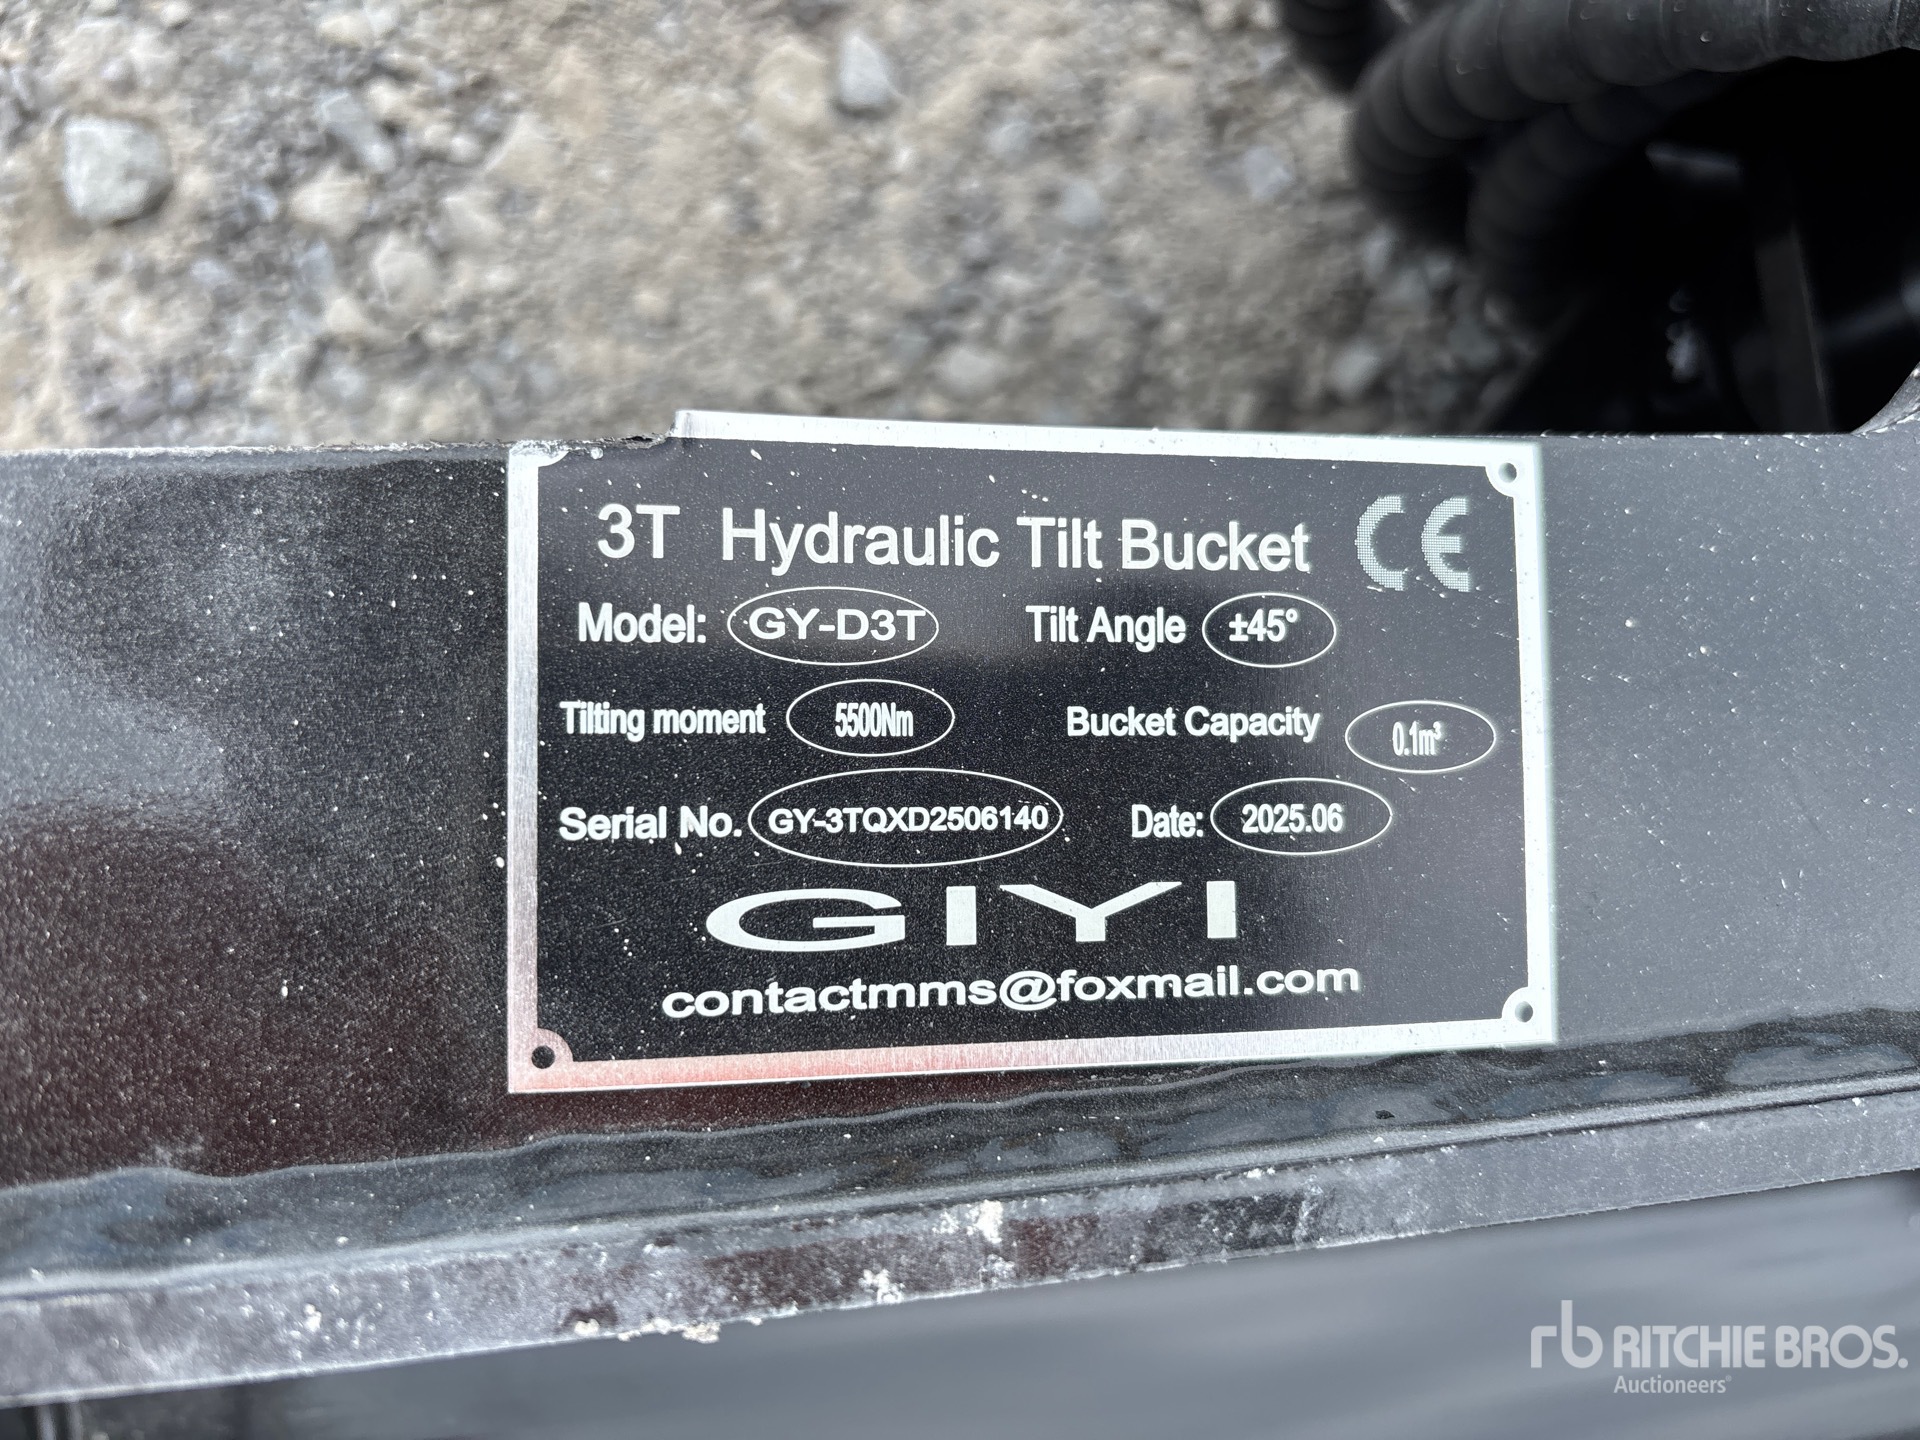 3T Hydraulic Tilt Bucket CE
Model: GY-D3T Tilt Angle ±45°
Tilting moment 5500Nm Bucket Capacity 0.1m³
Serial No. GY-3TQXD2506140 Date: 2025.06
GIYI
contactmms@foxmail.com
rb RITCHIE BROS.
Auctioneers